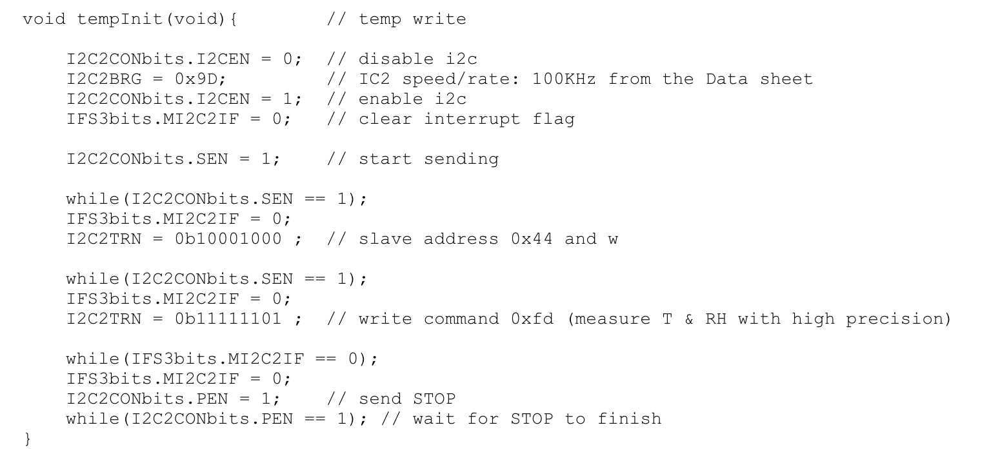 void tempInit(void){        // temp write
I2C2CONbits.I2CEN = 0;  // disable i2c
I2C2BRG = 0x9D;         // IC2 speed/rate: 100KHz from the Data sheet
I2C2CONbits.I2CEN = 1;  // enable i2c
IFS3bits.MI2C2IF = 0;   // clear interrupt flag
I2C2CONbits.SEN = 1;    // start sending
while(I2C2CONbits.SEN == 1);
IFS3bits.MI2C2IF = 0;
I2C2TRN = 0b10001000 ;  // slave address 0x44 and w
while(I2C2CONbits.SEN == 1);
IFS3bits.MI2C2IF = 0;
I2C2TRN = 0b11111101 ;  // write command 0xfd (measure T & RH with high precision)
while(IFS3bits.MI2C2IF == 0);
IFS3bits.MI2C2IF = 0;
I2C2CONbits.PEN = 1;    // send STOP
while(I2C2CONbits.PEN == 1); // wait for STOP to finish
}